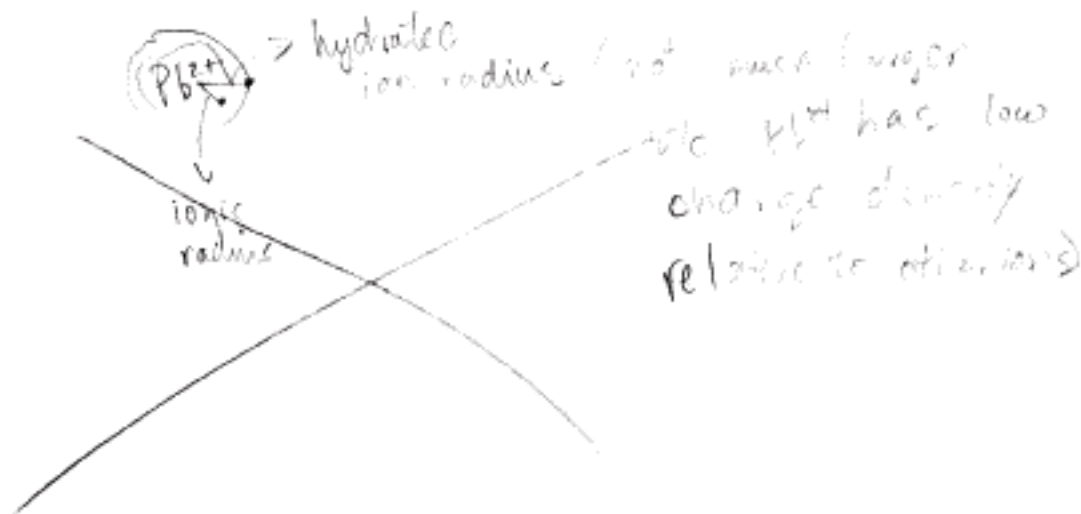 Pb²⁺ > hydrated
ion radius (not much larger
b/c Pb²⁺ has low
charge density
relative to other ions)
ionic
radius